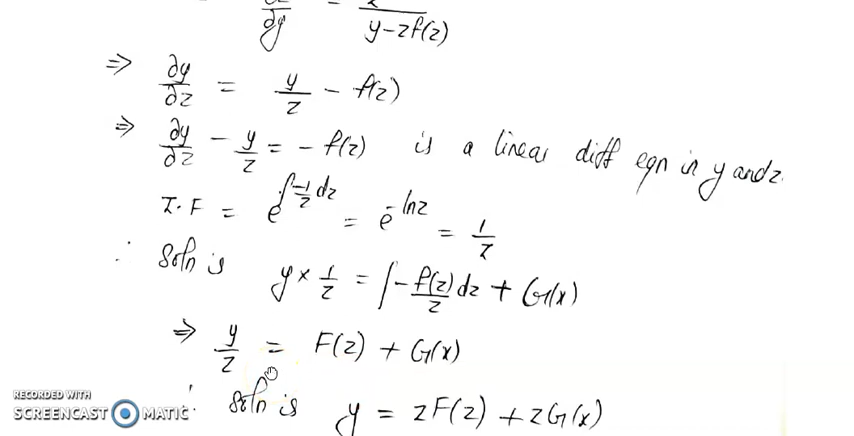 ∂y = y-zf(z)
⇒ ∂y/∂z = y/z - f(z)
⇒ ∂y/∂z - y/z = - f(z) is a linear diff eqn in y and z.
I.F = e^∫-1/z dz = e^-lnz = 1/z
∴ Soln is y × 1/z = ∫ - f(z)/z dz + G(x)
⇒ y/z = F(z) + G(x)
∴ soln is y = zF(z) + zG(x)
RECORDED WITH
SCREENCAST MATIC